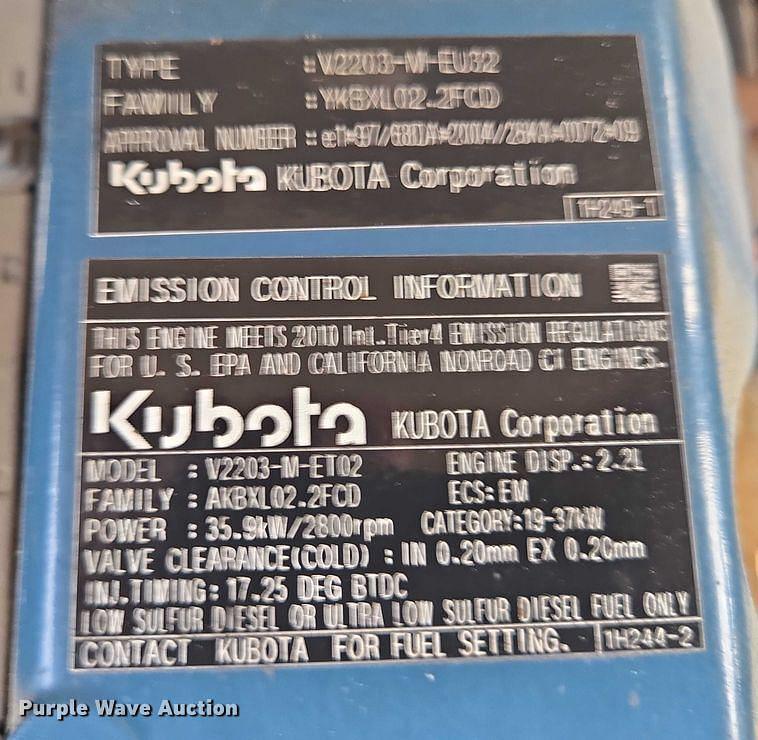 TYPE : V2203-M-EU32
FAMILY : YKBXL02.2FCD
APPROVAL NUMBER :
Kubota KUBOTA Corporation
1H249-1
EMISSION CONTROL INFORMATION
THIS ENGINE MEETS 2010 Int.Tier4 EMISSION REGULATIONS
FOR U. S. EPA AND CALIFORNIA NONROAD CI ENGINES.
Kubota KUBOTA Corporation
MODEL : V2203-M-ET02 ENGINE DISP.:2.2L
FAMILY : AKBXL02.2FCD ECS:EM
POWER : 35.9kW/2800rpm CATEGORY:19-37kW
VALVE CLEARANCE(COLD) : IN 0.20mm EX 0.20mm
INJ.TIMING: 17.25 DEG BTDC
LOW SULFUR DIESEL OR ULTRA LOW SULFUR DIESEL FUEL ONLY
CONTACT KUBOTA FOR FUEL SETTING. 1H244-2
Purple Wave Auction